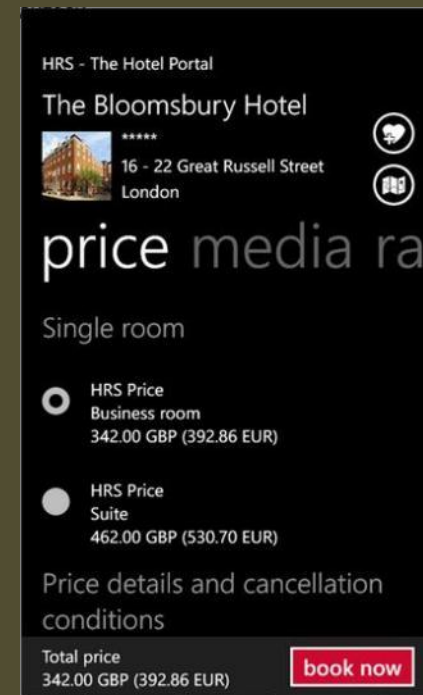 HRS - The Hotel Portal
The Bloomsbury Hotel
*****
16 - 22 Great Russell Street
London
price media ra
Single room
HRS Price
Business room
342.00 GBP (392.86 EUR)
HRS Price
Suite
462.00 GBP (530.70 EUR)
Price details and cancellation
conditions
Total price
342.00 GBP (392.86 EUR)
book now